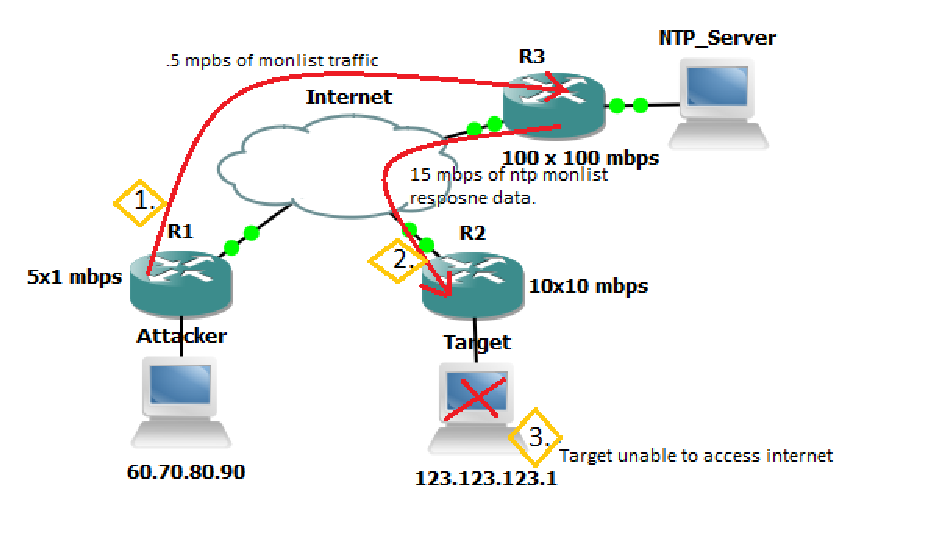 NTP_Server
R3
.5 mpbs of monlist traffic
Internet
100 x 100 mbps
15 mbps of ntp monlist
resposne data.
1.
R1
R2
2.
5x1 mbps
10x10 mbps
Attacker
Target
3.
Target unable to access internet
60.70.80.90
123.123.123.1